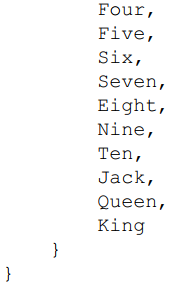 Four,
Five,
Six,
Seven,
Eight,
Nine,
Ten,
Jack,
Queen,
King
}
}